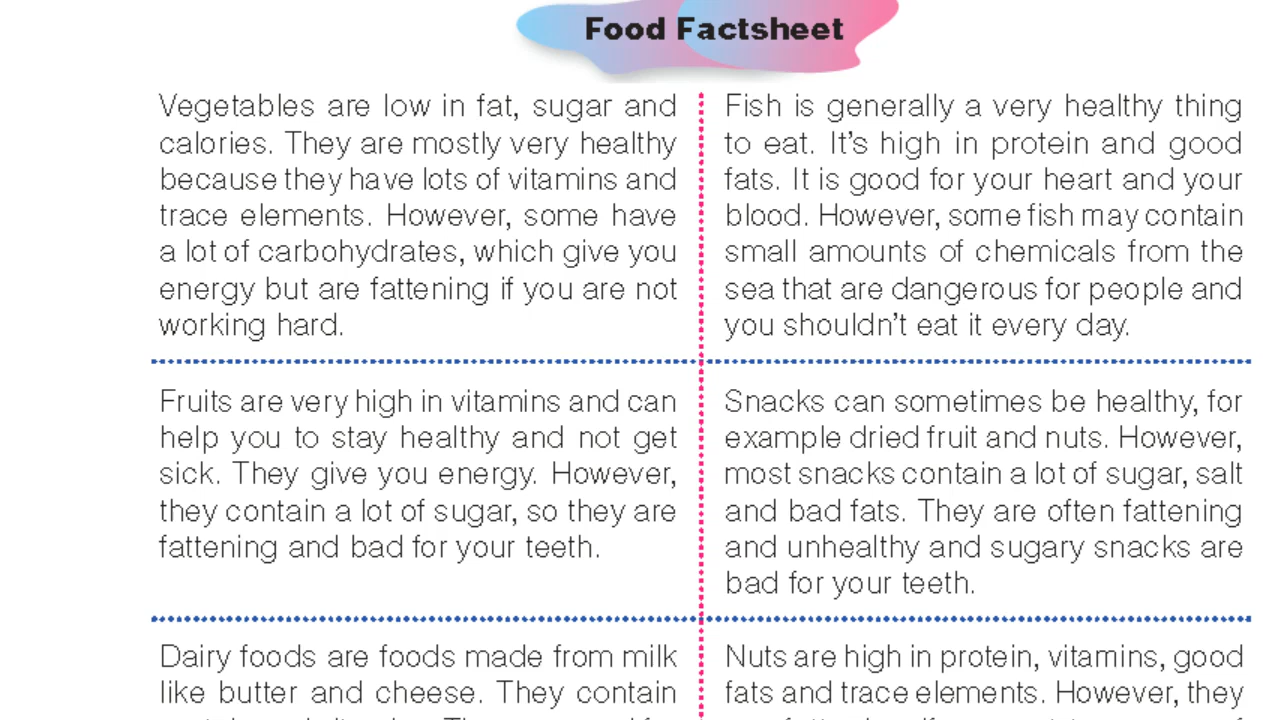 Food Factsheet
Vegetables are low in fat, sugar and
calories. They are mostly very healthy
because they have lots of vitamins and
trace elements. However, some have
a lot of carbohydrates, which give you
energy but are fattening if you are not
working hard.
Fish is generally a very healthy thing
to eat. It's high in protein and good
fats. It is good for your heart and your
blood. However, some fish may contain
small amounts of chemicals from the
sea that are dangerous for people and
you shouldn't eat it every day.
Fruits are very high in vitamins and can
help you to stay healthy and not get
sick. They give you energy. However,
they contain a lot of sugar, so they are
fattening and bad for your teeth.
Snacks can sometimes be healthy, for
example dried fruit and nuts. However,
most snacks contain a lot of sugar, salt
and bad fats. They are often fattening
and unhealthy and sugary snacks are
bad for your teeth.
Dairy foods are foods made from milk
like butter and cheese. They contain
Nuts are high in protein, vitamins, good
fats and trace elements. However, they